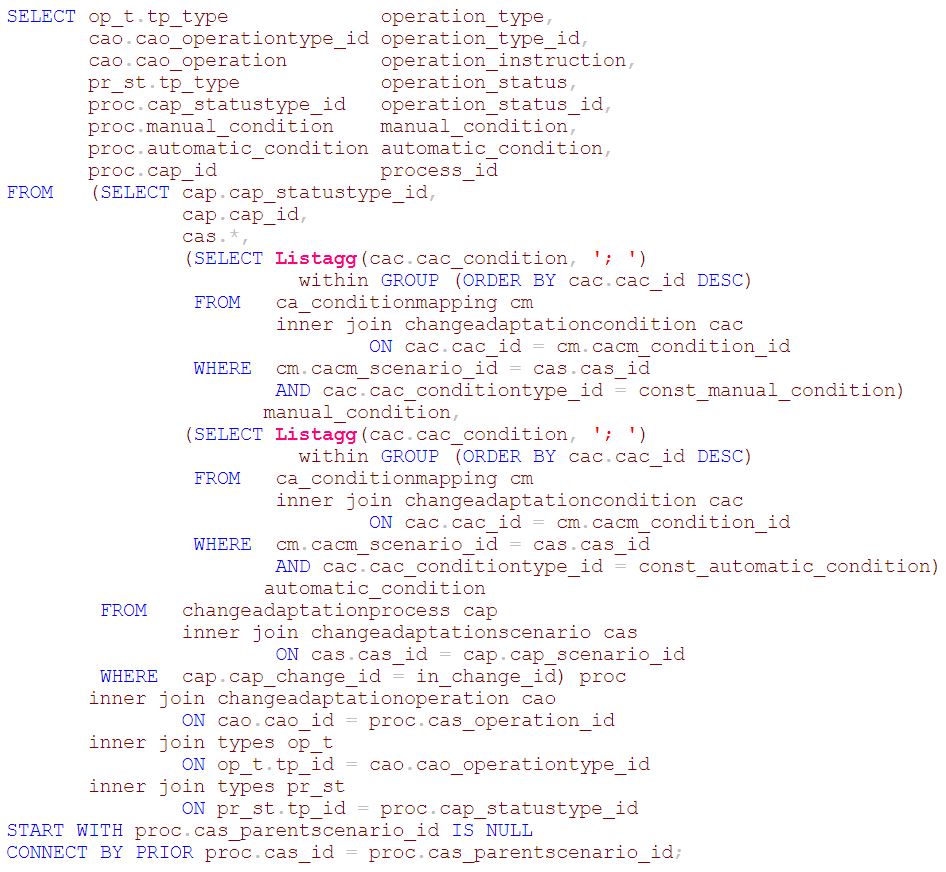 SELECT op_t.tp_type             operation_type,
       cao.cao_operationtype_id operation_type_id,
       cao.cao_operation        operation_instruction,
       pr_st.tp_type            operation_status,
       proc.cap_statustype_id   operation_status_id,
       proc.manual_condition    manual_condition,
       proc.automatic_condition automatic_condition,
       proc.cap_id              process_id
FROM   (SELECT cap.cap_statustype_id,
               cap.cap_id,
               cas.*,
               (SELECT Listagg(cac.cac_condition, '; ')
                         within GROUP (ORDER BY cac.cac_id DESC)
                FROM   ca_conditionmapping cm
                       inner join changeadaptationcondition cac
                               ON cac.cac_id = cm.cacm_condition_id
                WHERE  cm.cacm_scenario_id = cas.cas_id
                       AND cac.cac_conditiontype_id = const_manual_condition)
                      manual_condition,
               (SELECT Listagg(cac.cac_condition, '; ')
                         within GROUP (ORDER BY cac.cac_id DESC)
                FROM   ca_conditionmapping cm
                       inner join changeadaptationcondition cac
                               ON cac.cac_id = cm.cacm_condition_id
                WHERE  cm.cacm_scenario_id = cas.cas_id
                       AND cac.cac_conditiontype_id = const_automatic_condition)
                      automatic_condition
        FROM   changeadaptationprocess cap
               inner join changeadaptationscenario cas
                       ON cas.cas_id = cap.cap_scenario_id
        WHERE  cap.cap_change_id = in_change_id) proc
       inner join changeadaptationoperation cao
               ON cao.cao_id = proc.cas_operation_id
       inner join types op_t
               ON op_t.tp_id = cao.cao_operationtype_id
       inner join types pr_st
               ON pr_st.tp_id = proc.cap_statustype_id
START WITH proc.cas_parentscenario_id IS NULL
CONNECT BY PRIOR proc.cas_id = proc.cas_parentscenario_id;